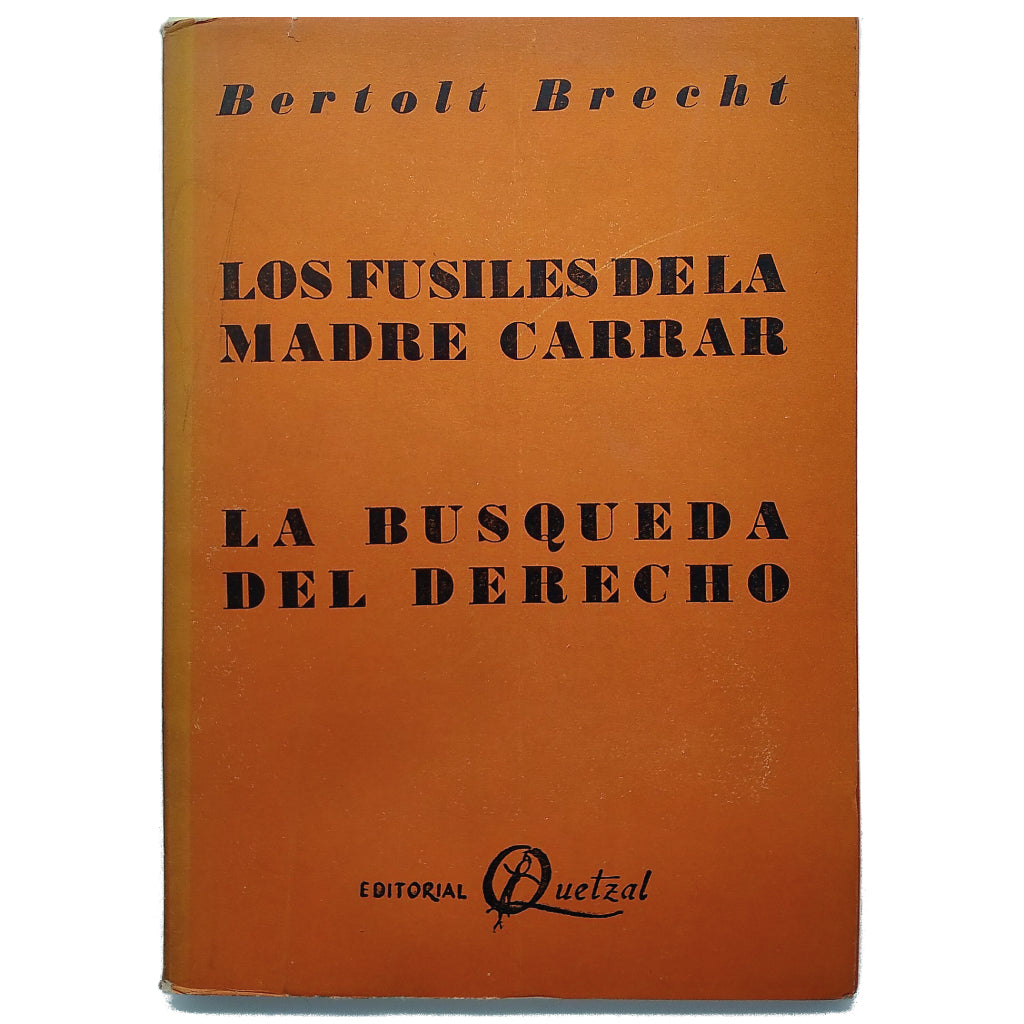 Bertolt Brecht
LOS FUSILES DE LA
MADRE CARRAR
LA BUSQUEDA
DEL DERECHO
EDITORIAL Quetzal